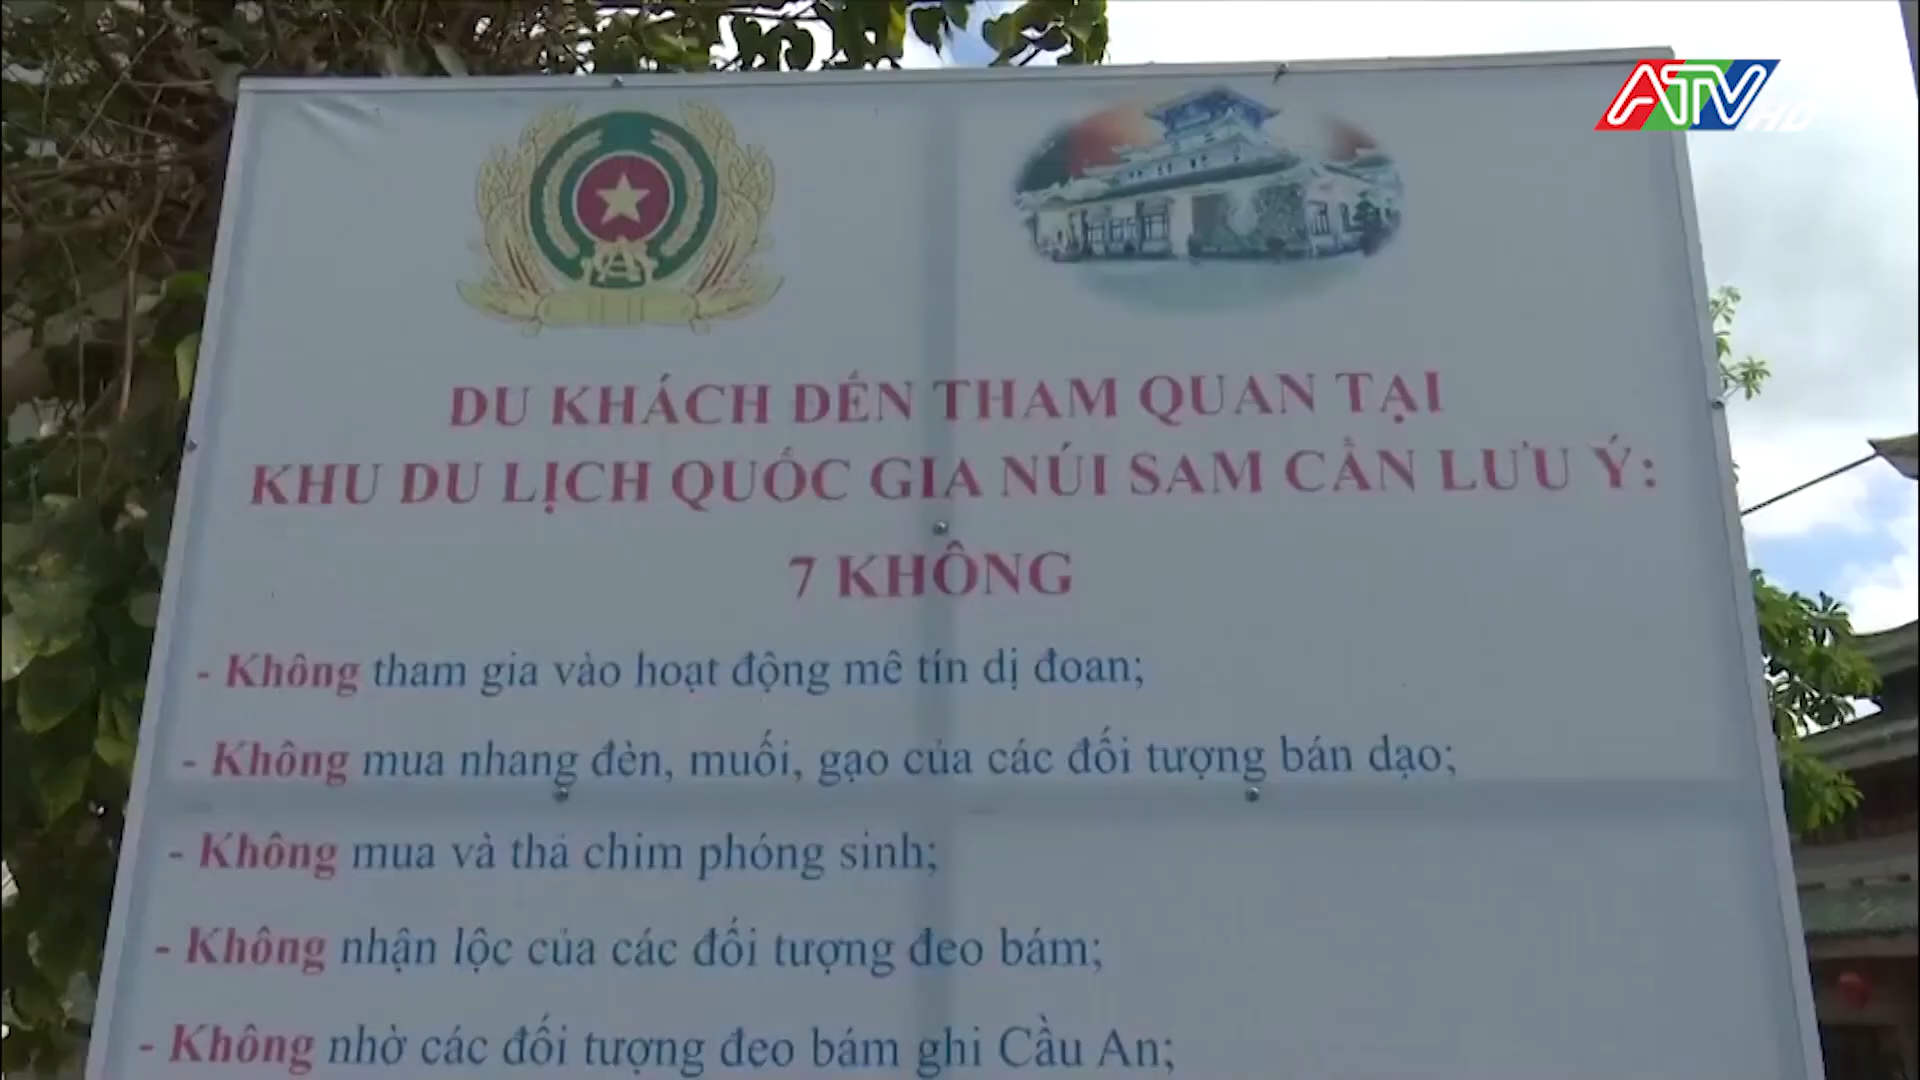 ATV HD
DU KHÁCH ĐẾN THAM QUAN TẠI
KHU DU LỊCH QUỐC GIA NÚI SAM CẦN LƯU Ý:
7 KHÔNG
- Không tham gia vào hoạt động mê tín dị đoan;
- Không mua nhang đèn, muối, gạo của các đối tượng bán dạo;
- Không mua và thả chim phóng sinh;
- Không nhận lộc của các đối tượng đeo bám;
- Không nhờ các đối tượng đeo bám ghi Cầu An;